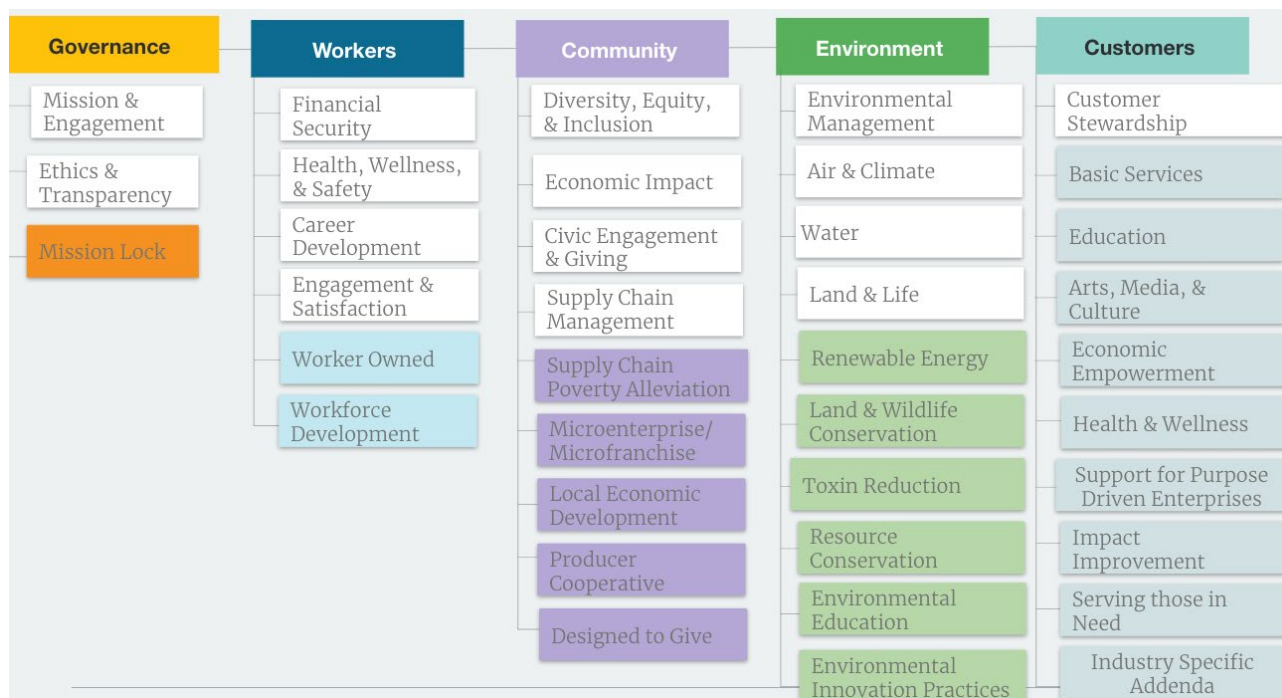 Governance
Mission &
Engagement
Ethics &
Transparency
Mission Lock
Workers
Financial
Security
Health, Wellness,
& Safety
Career
Development
Engagement &
Satisfaction
Worker Owned
Workforce
Development
Community
Diversity, Equity,
& Inclusion
Economic Impact
Civic Engagement
& Giving
Supply Chain
Management
Supply Chain
Poverty Alleviation
Microenterprise/
Microfranchise
Local Economic
Development
Producer
Cooperative
Designed to Give
Environment
Environmental
Management
Air & Climate
Water
Land & Life
Renewable Energy
Land & Wildlife
Conservation
Toxin Reduction
Resource
Conservation
Environmental
Education
Environmental
Innovation Practices
Customers
Customer
Stewardship
Basic Services
Education
Arts, Media, &
Culture
Economic
Empowerment
Health & Wellness
Support for Purpose
Driven Enterprises
Impact
Improvement
Serving those in
Need
Industry Specific
Addenda